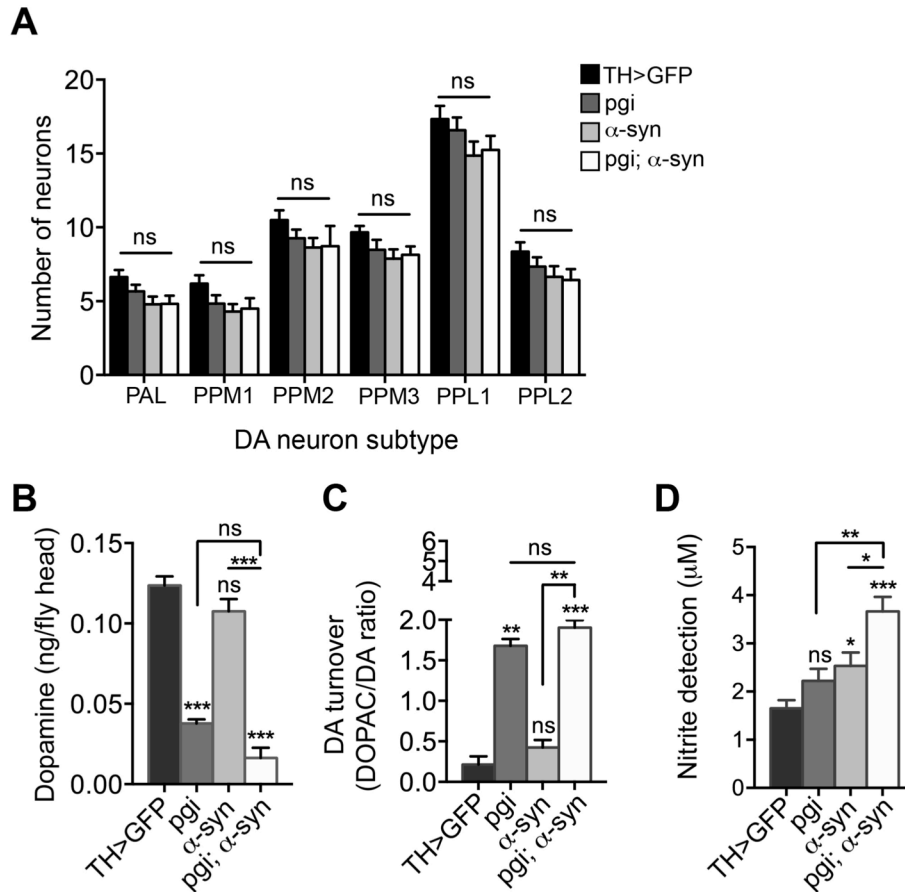 A
Number of neurons
20
15
10
5
0
ns
ns
ns
ns
ns
ns
TH>GFP
pgi
α-syn
pgi; α-syn
PAL PPM1 PPM2 PPM3 PPL1 PPL2
DA neuron subtype
B
Dopamine (ng/fly head)
0.15
0.10
0.05
0.00
ns
***
ns
***
***
TH>GFP
pgi
α-syn
pgi; α-syn
C
DA turnover
(DOPAC/DA ratio)
6
5
4
2.0
1.5
1.0
0.5
0.0
ns
**
**
***
ns
TH>GFP
pgi
α-syn
pgi; α-syn
D
Nitrite detection (μM)
5
4
3
2
1
0
**
*
***
ns
*
TH>GFP
pgi
α-syn
pgi; α-syn